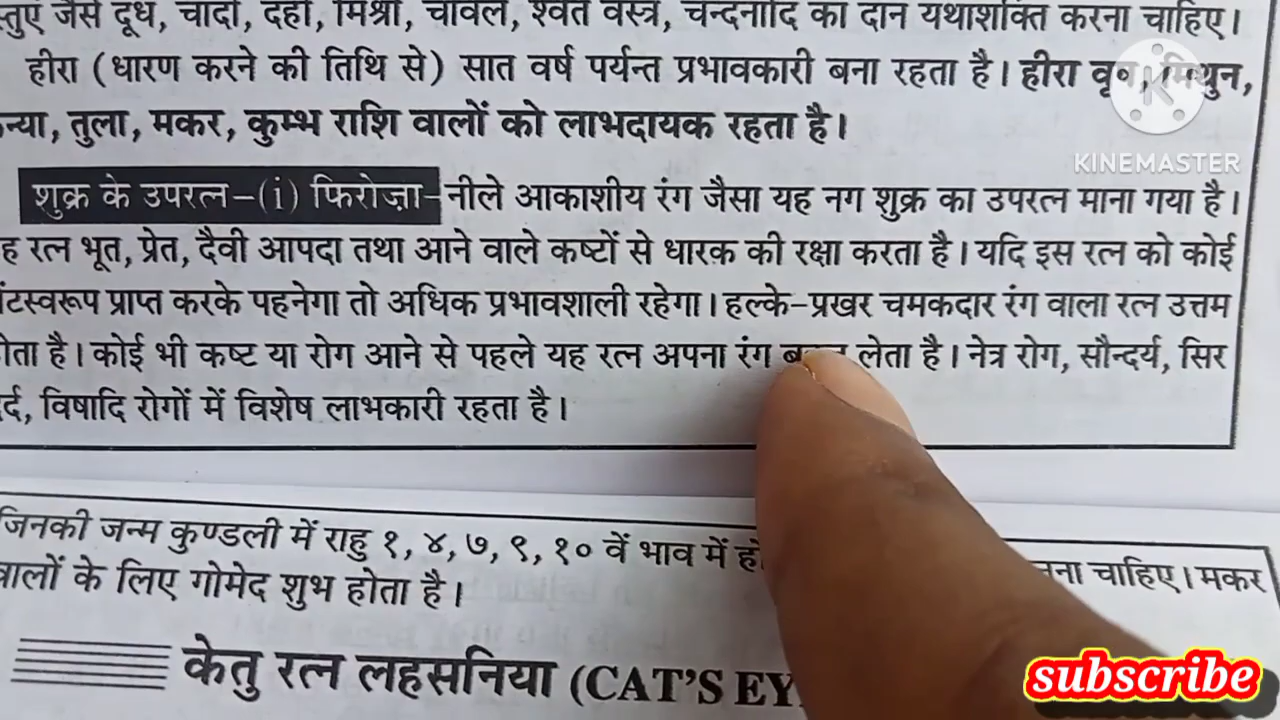 जैसे दूध, चांदी, दही, मिश्री, चावल, श्वेत वस्त्र, चन्दनादि का दान यथाशक्ति करना चाहिए।
हीरा (धारण करने की तिथि से) सात वर्ष पर्यन्त प्रभावकारी बना रहता है। हीरा
तुला, मकर, कुम्भ राशि वालों को लाभदायक रहता है।
KINEMASTER
शुक्र के उपरत्न–(i) फिरोज़ा–नीले आकाशीय रंग जैसा यह नग शुक्र का उपरत्न माना गया है।
रत्न भूत, प्रेत, दैवी आपदा तथा आने वाले कष्टों से धारक़ की रक्षा करता है। यदि इस रत्न को कोई
प्राप्त करके पहनेगा तो अधिक प्रभावशाली रहेगा। हल्के–प्रखर चमकदार रंग वाला रत्न उत्तम
है। कोई भी कष्ट या रोग आने से पहले यह रत्न अपना रंग लेता है। नेत्र रोग, सौन्दर्य, सिर
विषादि रोगों में विशेष लाभकारी रहता है।
जिनकी जन्म कुण्डली में राहु १, ४, ७, ९, १० वें भाव में चाहिए। मकर
वालों के लिए गोमेद शुभ होता है।
केतु रत्न लहसनिया (CAT'S
subscribe